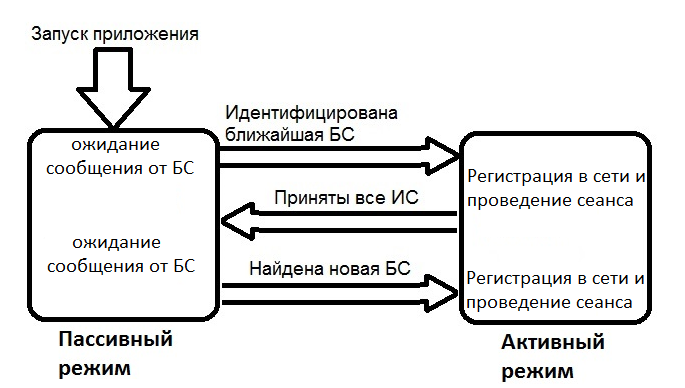 Запуск приложения
ожидание
сообщения от БС
Идентифицирована
ближайшая БС
Регистрация в сети и
проведение сеанса
Приняты все ИС
ожидание
сообщения от БС
Найдена новая БС
Регистрация в сети и
проведение сеанса
Пассивный
режим
Активный
режим